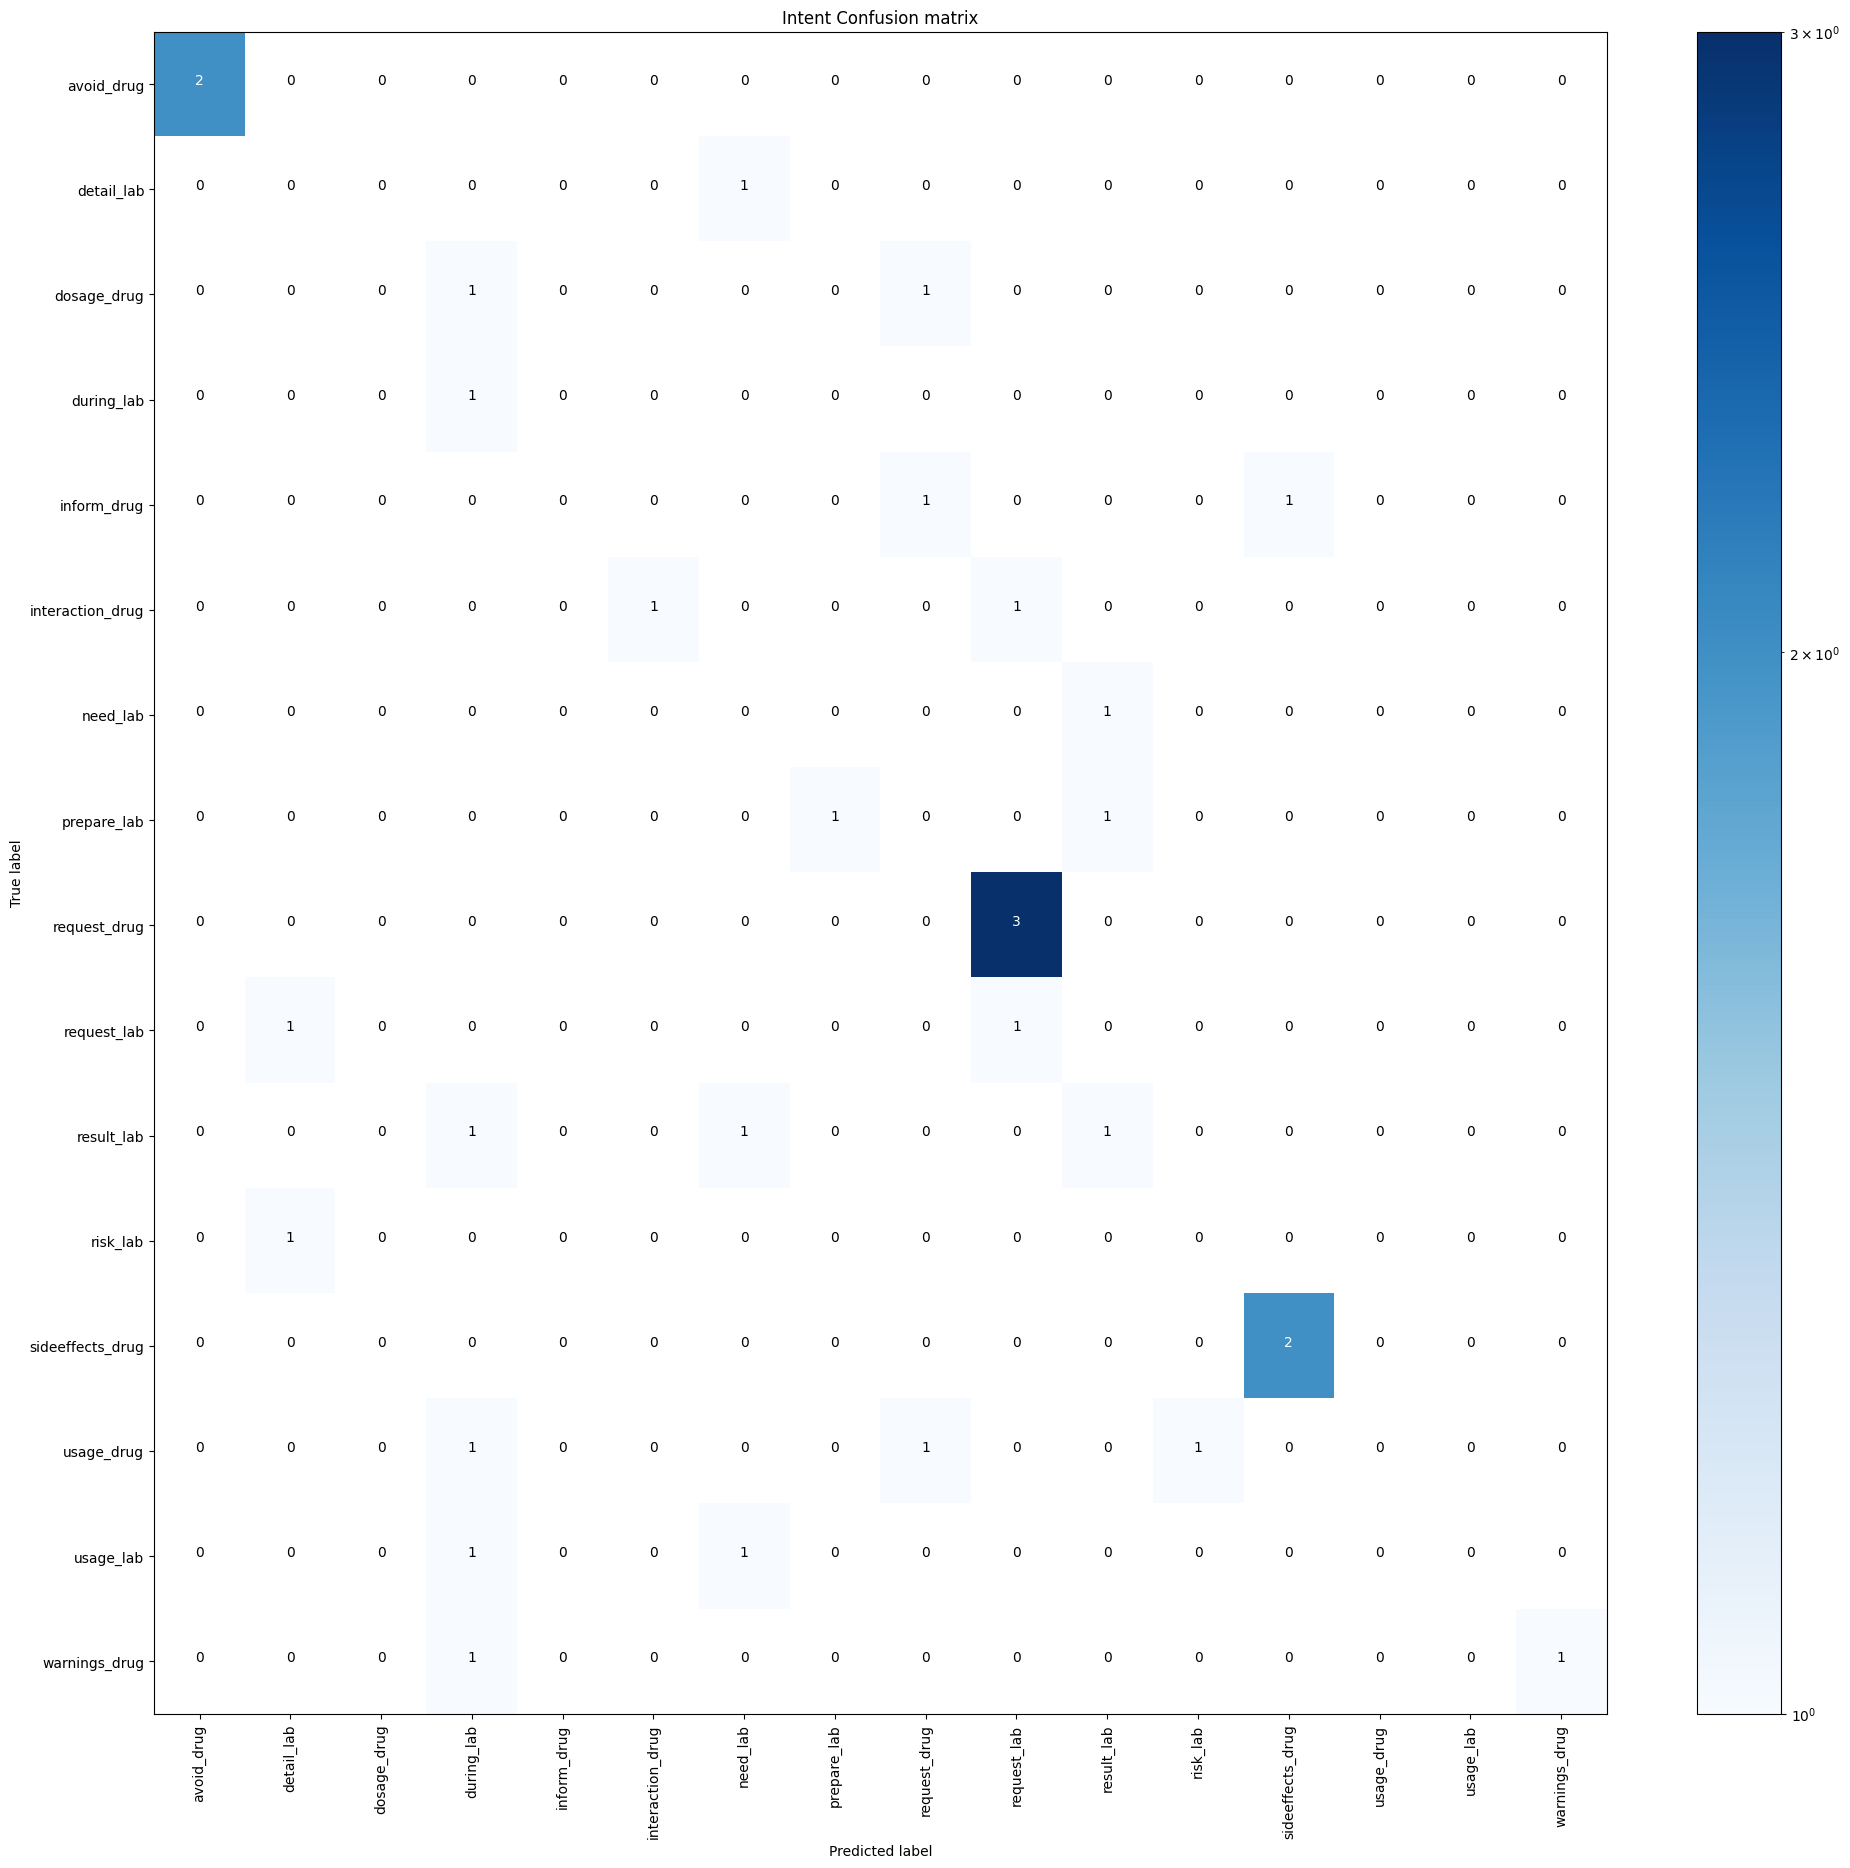 Intent Confusion matrix
avoid_drug 2 0 0 0 0 0 0 0 0 0 0 0 0 0 0 0
detail_lab 0 0 0 0 0 0 1 0 0 0 0 0 0 0 0 0
dosage_drug 0 0 0 1 0 0 0 0 1 0 0 0 0 0 0 0
during_lab 0 0 0 1 0 0 0 0 0 0 0 0 0 0 0 0
inform_drug 0 0 0 0 0 0 0 0 1 0 0 0 1 0 0 0
interaction_drug 0 0 0 0 0 1 0 0 0 1 0 0 0 0 0 0
need_lab 0 0 0 0 0 0 0 0 0 0 1 0 0 0 0 0
prepare_lab 0 0 0 0 0 0 0 1 0 0 1 0 0 0 0 0
request_drug 0 0 0 0 0 0 0 0 0 3 0 0 0 0 0 0
request_lab 0 1 0 0 0 0 0 0 0 1 0 0 0 0 0 0
result_lab 0 0 0 1 0 0 1 0 0 0 1 0 0 0 0 0
risk_lab 0 1 0 0 0 0 0 0 0 0 0 0 0 0 0 0
sideeffects_drug 0 0 0 0 0 0 0 0 0 0 0 0 2 0 0 0
usage_drug 0 0 0 1 0 0 0 0 1 0 0 1 0 0 0 0
usage_lab 0 0 0 1 0 0 1 0 0 0 0 0 0 0 0 0
warnings_drug 0 0 0 1 0 0 0 0 0 0 0 0 0 0 0 1
True label
avoid_drug
detail_lab
dosage_drug
during_lab
inform_drug
interaction_drug
need_lab
prepare_lab
request_drug
request_lab
result_lab
risk_lab
sideeffects_drug
usage_drug
usage_lab
warnings_drug
Predicted label
3 × 10⁰
2 × 10⁰
10⁰